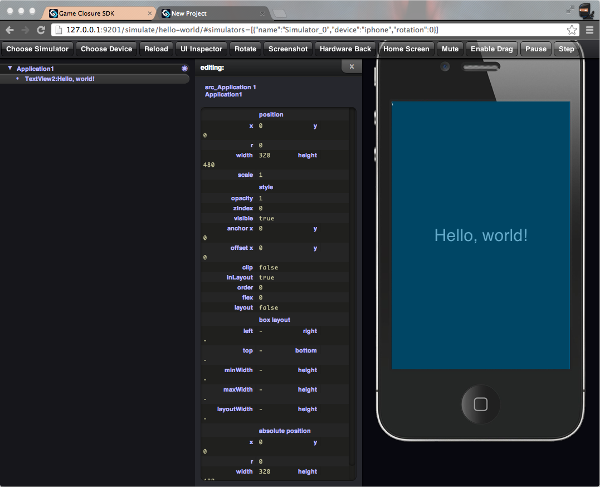 Game Closure SDK
New Project
127.0.0.1:9201/simulate/hello-world/#simulators=[{"name":"Simulator_0","device":"iphone","rotation":0}]
Choose Simulator Choose Device Reload UI Inspector Rotate Screenshot Hardware Back Home Screen Mute Enable Drag Pause Step
Application1
TextView2:Hello, world!
editing:
X
src_Application 1
Application1
position
x 0 y
0
r 0
width 320 height
480
scale 1
style
opacity 1
zIndex 0
visible true
anchor x 0 y
0
offset x 0 y
0
clip false
inLayout true
order 0
flex 0
layout false
box layout
left - right
-
top - bottom
-
minWidth - height
-
maxWidth - height
-
layoutWidth - height
-
absolute position
x 0 y
0
r 0
width 320 height
Hello, world!